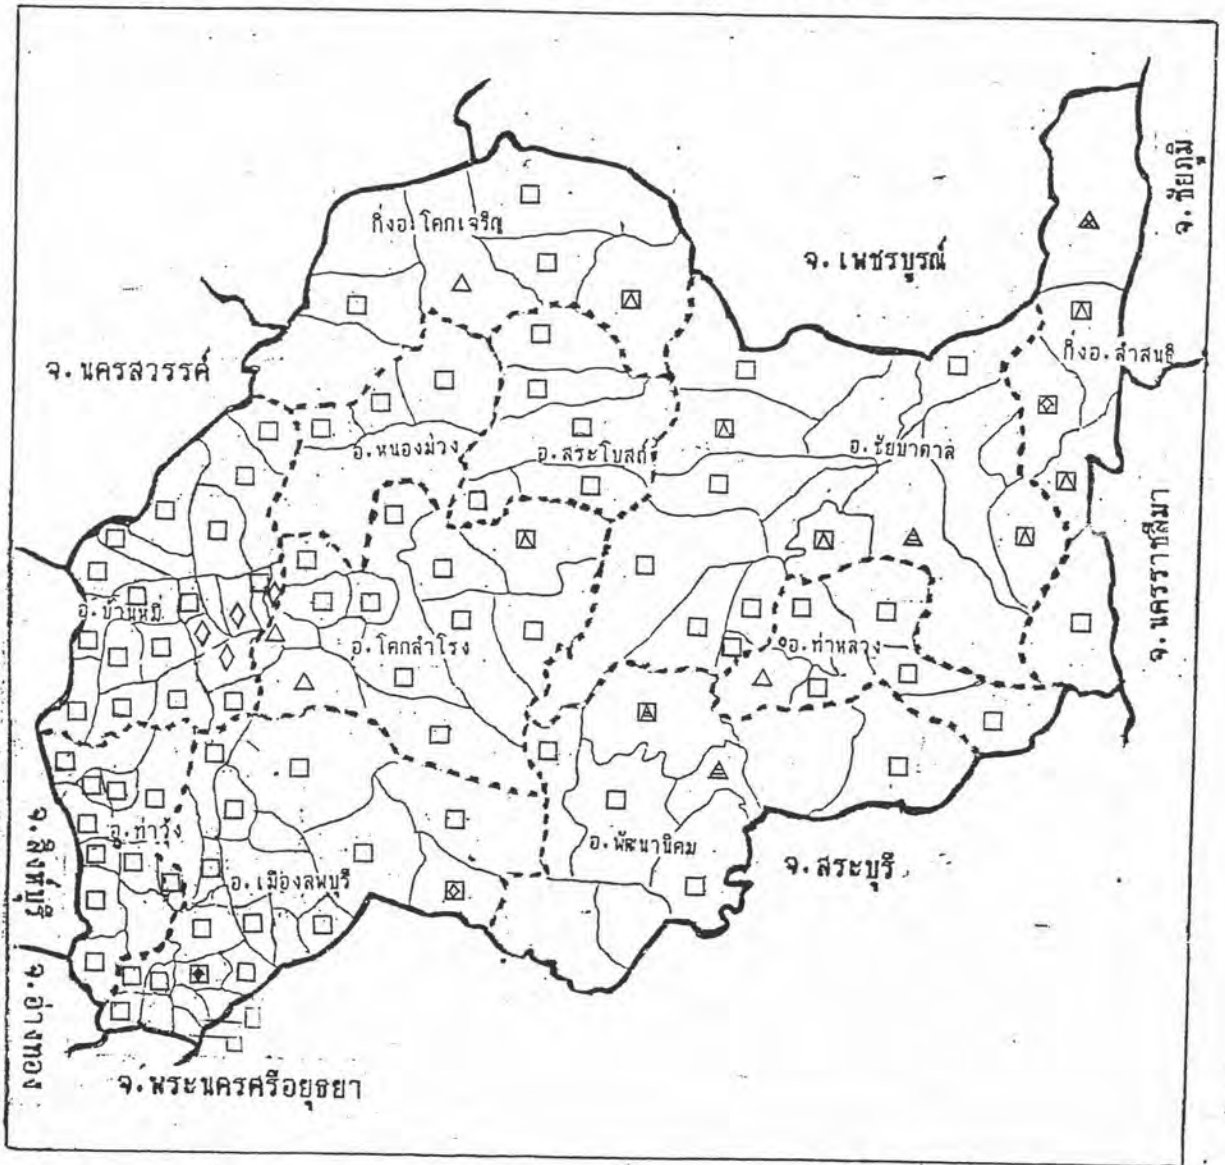 จ.ชัยภูมิ
กิ่งอ.โคกเจริญ
จ.เพชรบูรณ์
กิ่งอ.ลำสนธิ
จ.นครสวรรค์
อ.หนองม่วง
อ.สระโบสถ์
อ.ชัยบาดาล
จ.นครราชสีมา
อ.บ้านหมี่
อ.โคกสำโรง
อ.ท่าหลวง
จ.สิงห์บุรี
อ.ท่าวุ้ง
อ.เมืองลพบุรี
อ.พัฒนานิคม
จ.สระบุรี
จ.อ่างทอง
จ.พระนครศรีอยุธยา